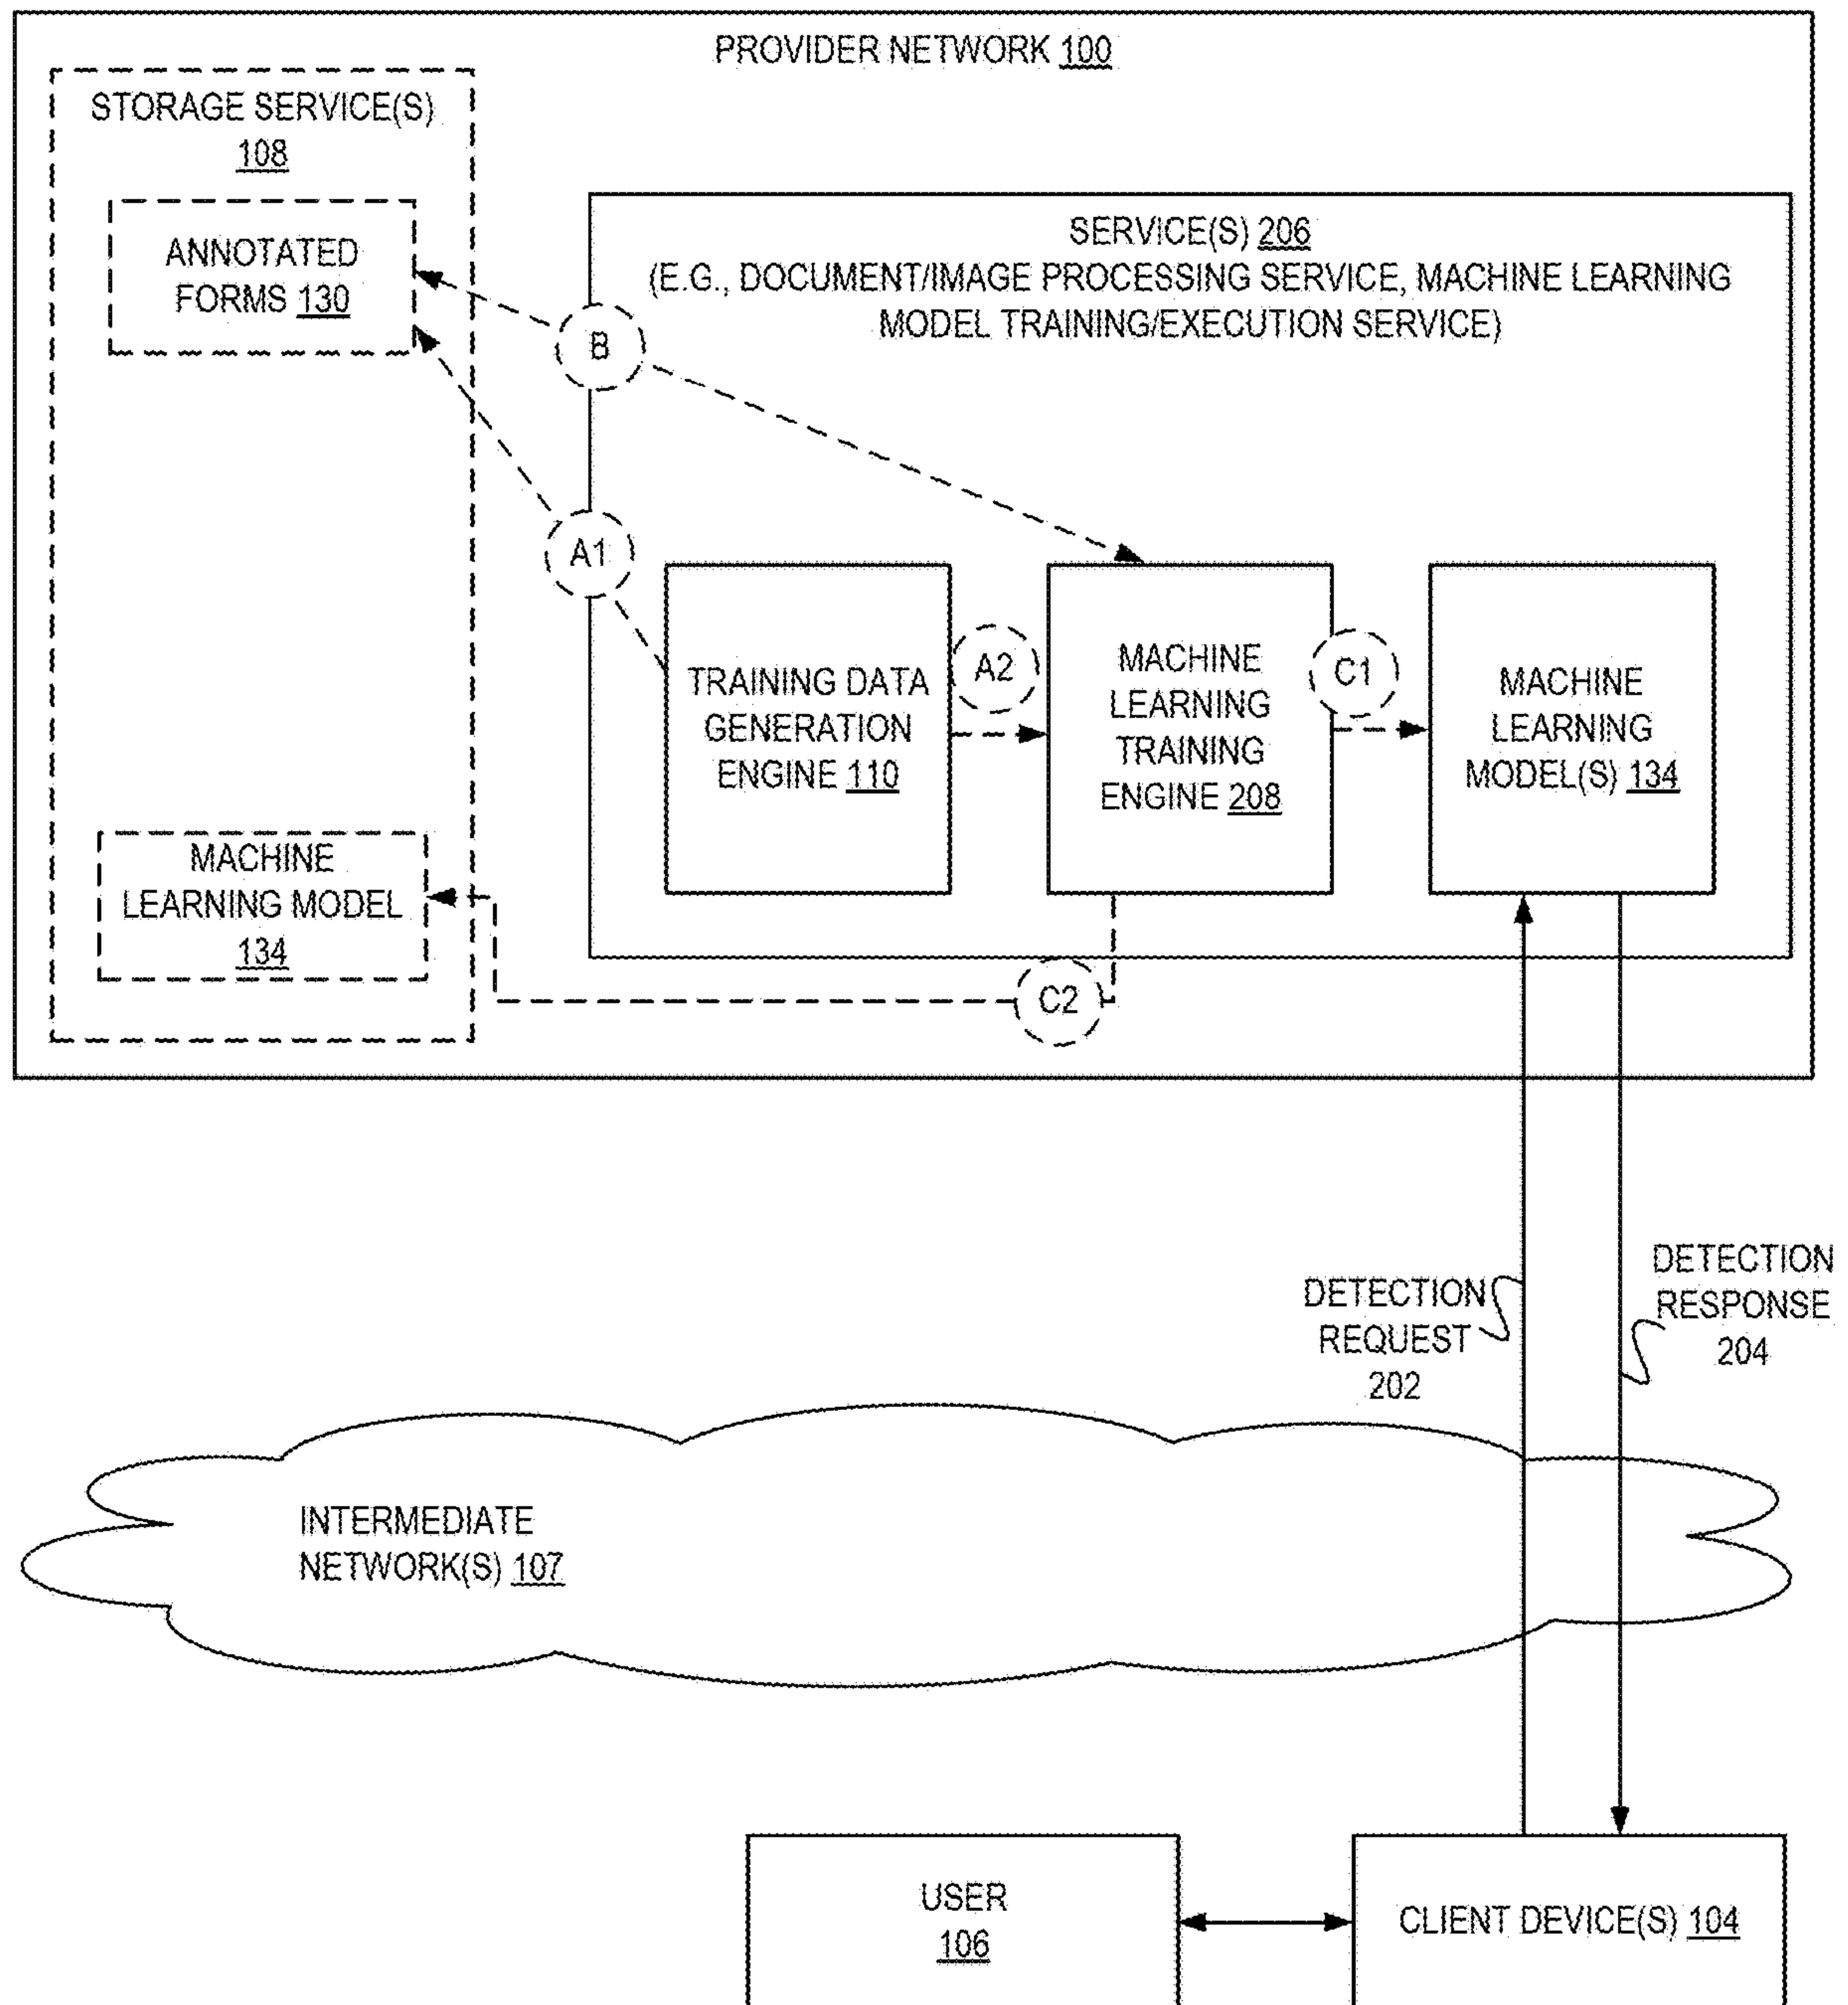 PROVIDER NETWORK 100
STORAGE SERVICE(S)
108
ANNOTATED
FORMS 130
SERVICE(S) 206
(E.G., DOCUMENT/IMAGE PROCESSING SERVICE, MACHINE LEARNING
MODEL TRAINING/EXECUTION SERVICE)
B
A1
TRAINING DATA
GENERATION
ENGINE 110
A2
MACHINE
LEARNING
TRAINING
ENGINE 208
C1
MACHINE
LEARNING
MODEL(S) 134
MACHINE
LEARNING MODEL
134
C2
DETECTION
REQUEST
202
DETECTION
RESPONSE
204
INTERMEDIATE
NETWORK(S) 107
USER
106
CLIENT DEVICE(S) 104